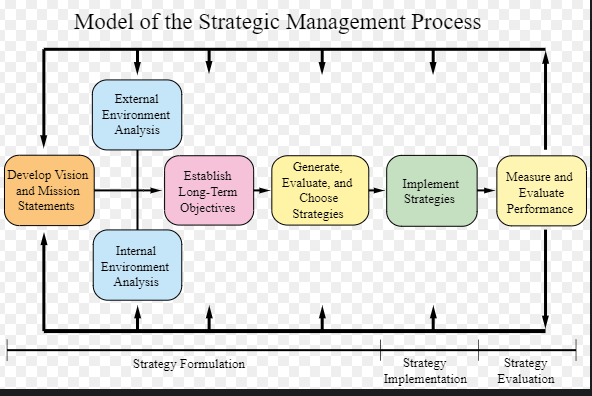 Model of the Strategic Management Process
External
Environment
Analysis
Develop Vision
and Mission
Statements
Establish
Long-Term
Objectives
Generate,
Evaluate, and
Choose
Strategies
Implement
Strategies
Measure and
Evaluate
Performance
Internal
Environment
Analysis
Strategy Formulation
Strategy
Implementation
Strategy
Evaluation